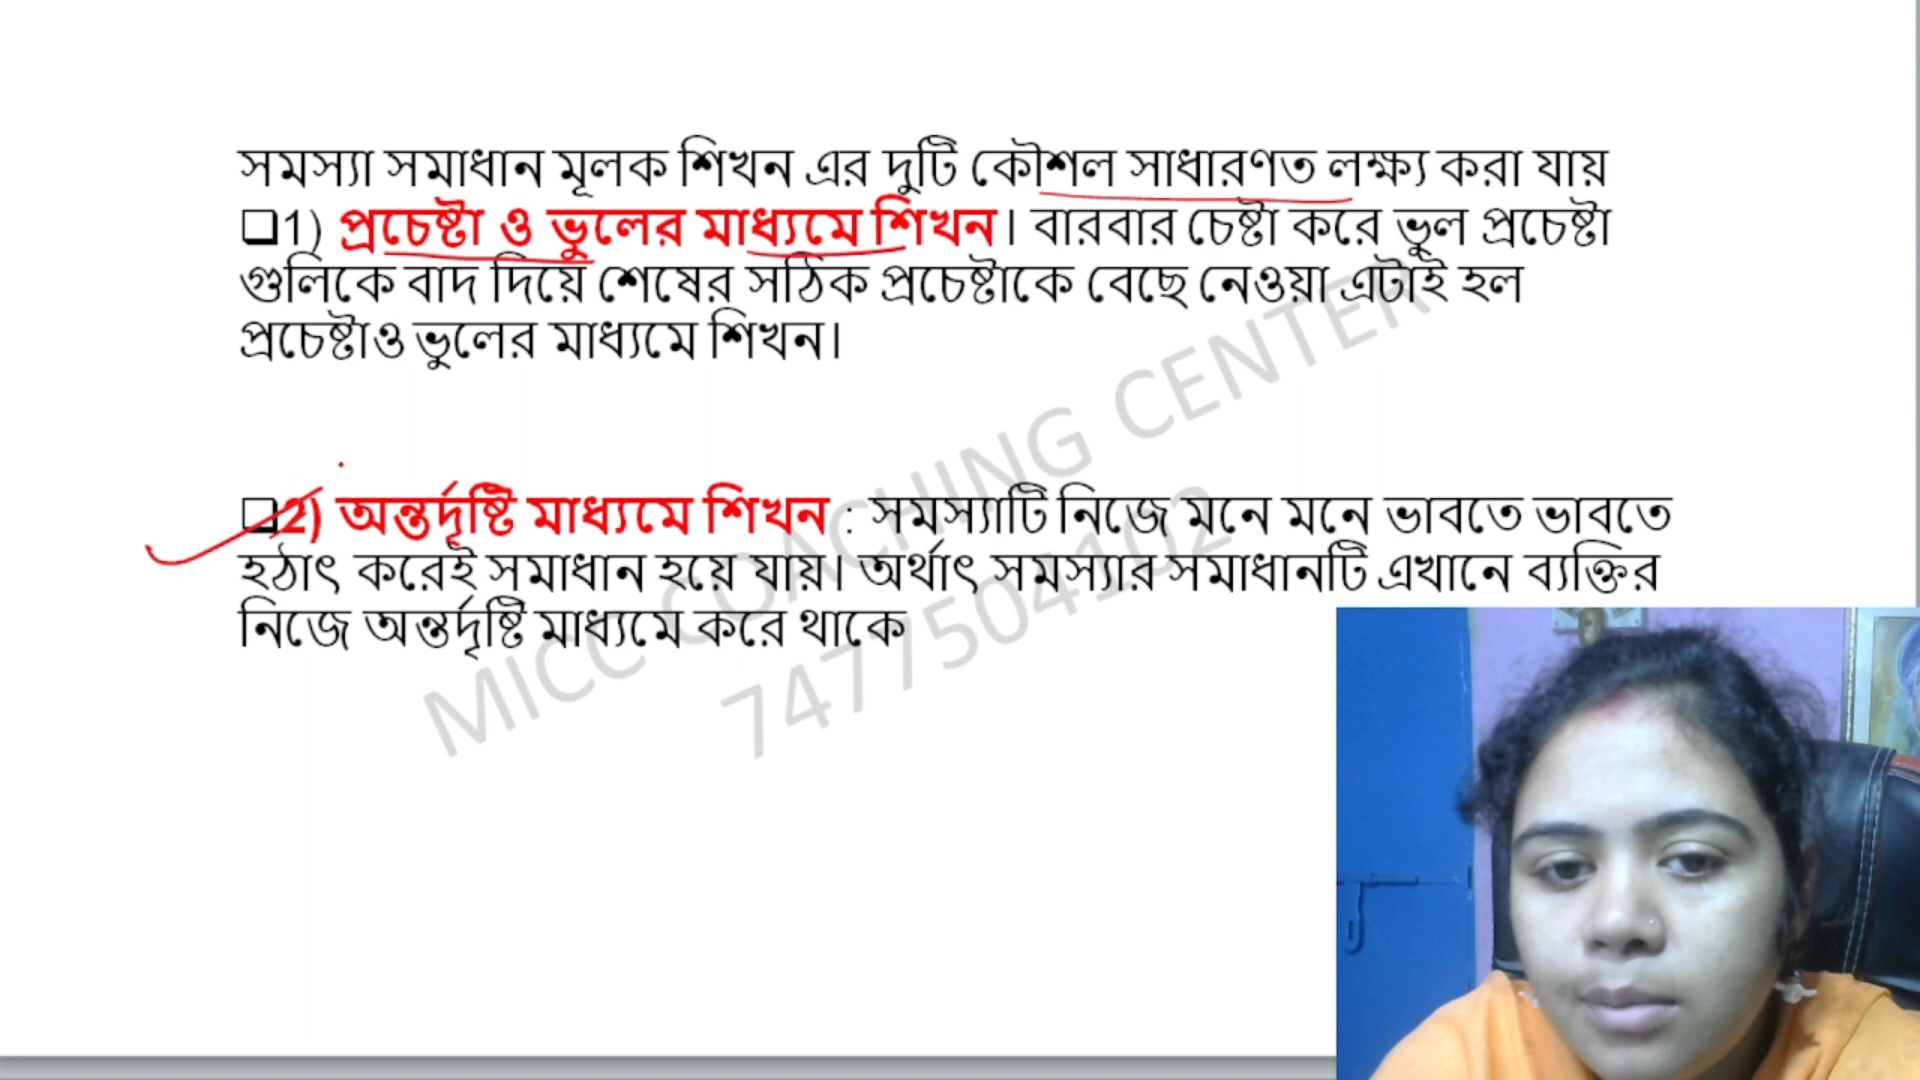 সমস্যা সমাধান মূলক শিখন এর দুটি কৌশল সাধারণত লক্ষ্য করা যায়
❑1) প্রচেষ্টা ও ভুলের মাধ্যমে শিখন। বারবার চেষ্টা করে ভুল প্রচেষ্টা
গুলিকে বাদ দিয়ে শেষের সঠিক প্রচেষ্টাকে বেছে নেওয়া এটাই হল
প্রচেষ্টাও ভুলের মাধ্যমে শিখন।
❑2) অন্তর্দৃষ্টি মাধ্যমে শিখন : সমস্যাটি নিজে মনে মনে ভাবতে ভাবতে
হঠাৎ করেই সমাধান হয়ে যায়। অর্থাৎ সমস্যার সমাধানটি এখানে ব্যক্তির
নিজে অন্তর্দৃষ্টি মাধ্যমে করে থাকে
MICC COACHING CENTER
7477504102